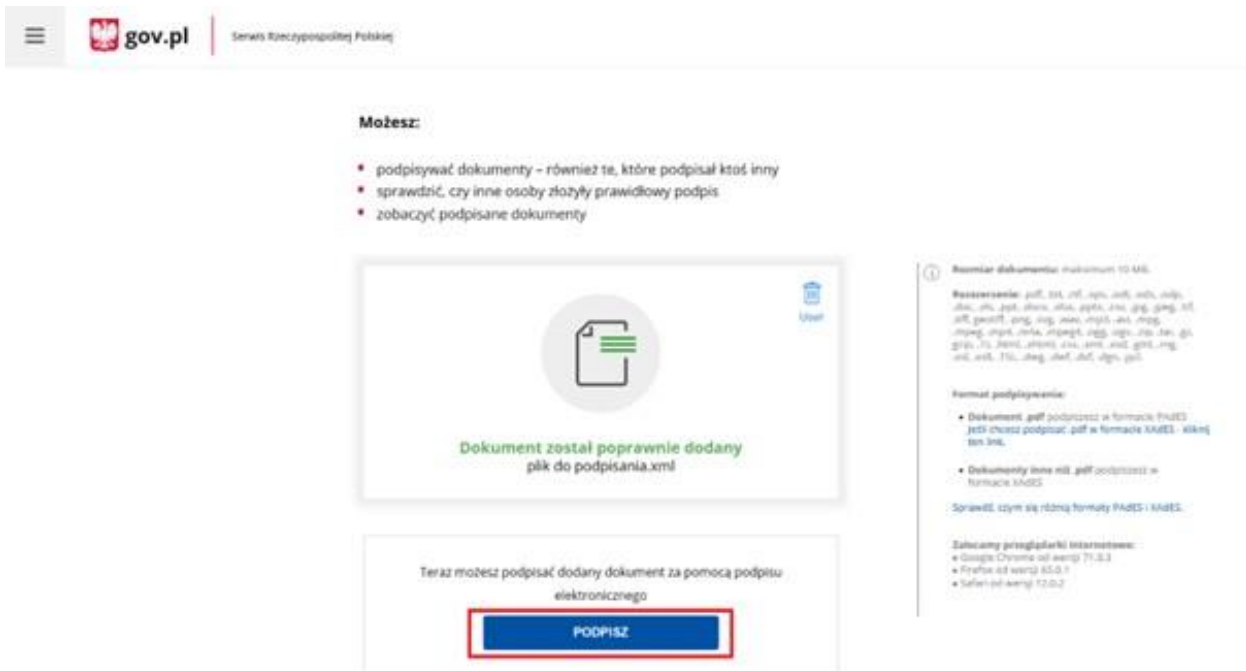 gov.pl
Serwis Rzeczypospolitej Polskiej
Możesz:
podpisywać dokumenty – również te, które podpisał ktoś inny
sprawdzić, czy inne osoby złożyły prawidłowy podpis
zobaczyć podpisane dokumenty
Usuń
Dokument został poprawnie dodany
plik do podpisania.xml
Teraz możesz podpisać dodany dokument za pomocą podpisu
elektronicznego
PODPISZ
Rozmiar dokumentu: maksimum 10 MB.
Rozszerzenie: .pdf, .txt, .rtf,
Format podpisywania:
Dokument .pdf podpiszesz w formacie PAdES
Jeśli chcesz podpisać .pdf w formacie XAdES - kliknij
ten link.
Dokumenty inne niż .pdf podpiszesz w
formacie XAdES
Sprawdź, czym się różnią formaty PAdES i XAdES.
Zalecamy przeglądarki internetowe:
Google Chrome od wersji 71.0.3
Firefox od wersji 65.0.1
Safari od wersji 12.0.2